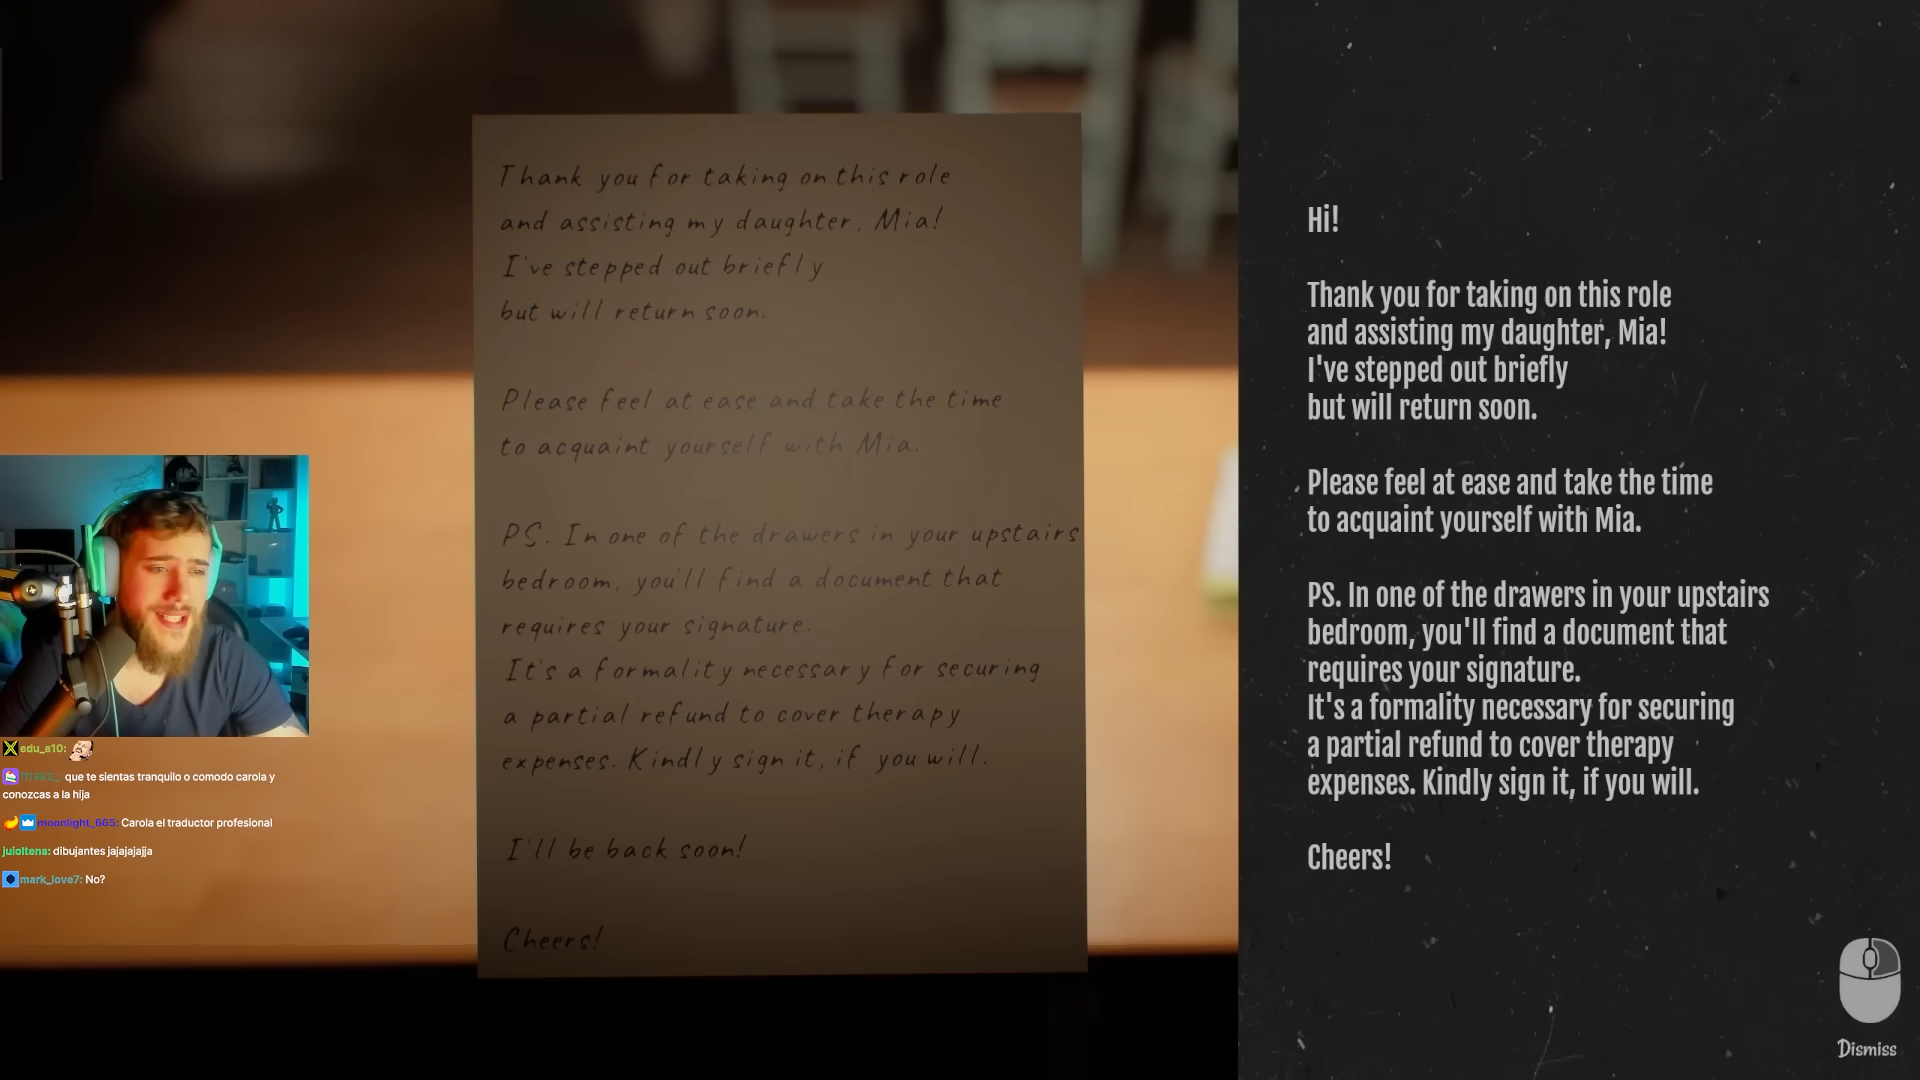 Thank you for taking on this role
and assisting my daughter, Mia!
I've stepped out briefly
but will return soon.
Please feel at ease and take the time
to acquaint yourself with Mia.
PS. In one of the drawers in your upstairs
bedroom, you'll find a document that
requires your signature.
It's a formality necessary for securing
a partial refund to cover therapy
expenses. Kindly sign it, if you will.
I'll be back soon!
Cheers!
Hi!
Thank you for taking on this role
and assisting my daughter, Mia!
I've stepped out briefly
but will return soon.
Please feel at ease and take the time
to acquaint yourself with Mia.
PS. In one of the drawers in your upstairs
bedroom, you'll find a document that
requires your signature.
It's a formality necessary for securing
a partial refund to cover therapy
expenses. Kindly sign it, if you will.
Cheers!
Dismiss
edu_a10:
que te sientas tranquilo o comodo carola y
conozcas a la hija
moonlight_665: Carola el traductor profesional
juioltena: dibujantes jajajajajja
mark_love7: No?